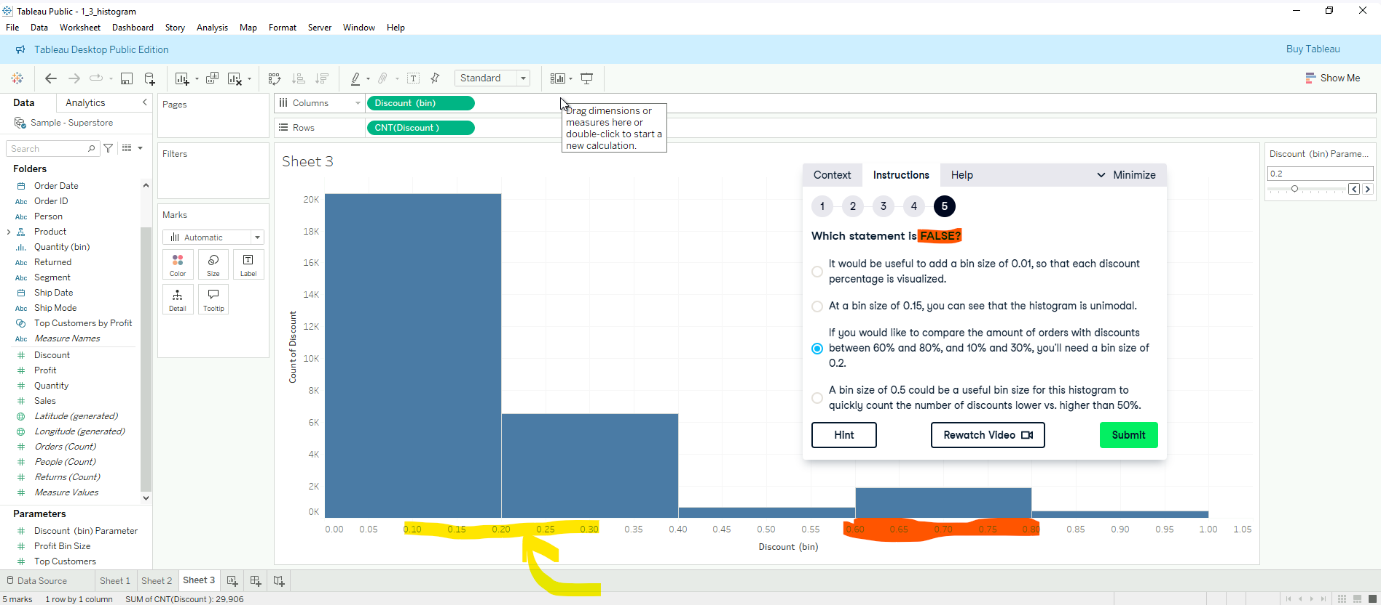 Tableau Public - 1_3_histogram
File Data Worksheet Dashboard Story Analysis Map Format Server Window Help
Tableau Desktop Public Edition
Buy Tableau
Standard
Show Me
Data Analytics
Sample - Superstore
Search
Folders
Order Date
Abc Order ID
Abc Person
Product
Quantity (bin)
Abc Returned
Abc Segment
Ship Date
Abc Ship Mode
Top Customers by Profit
Abc Measure Names
Discount
Profit
Quantity
Sales
Latitude (generated)
Longitude (generated)
Orders (Count)
People (Count)
Returns (Count)
Measure Values
Parameters
Discount (bin) Parameter
Profit Bin Size
Top Customers
Pages
Filters
Marks
Automatic
Color Size Label
Detail Tooltip
Columns Discount (bin)
Rows CNT(Discount )
Drag dimensions or
measures here or
double-click to start a
new calculation.
Sheet 3
Count of Discount
20K
18K
16K
14K
12K
10K
8K
6K
4K
2K
0K
0.00 0.05 0.10 0.15 0.20 0.25 0.30 0.35 0.40 0.45 0.50 0.55 0.60 0.65 0.70 0.75 0.80 0.85 0.90 0.95 1.00 1.05
Discount (bin)
Context Instructions Help Minimize
1 2 3 4 5
Which statement is FALSE?
It would be useful to add a bin size of 0.01, so that each discount
percentage is visualized.
At a bin size of 0.15, you can see that the histogram is unimodal.
If you would like to compare the amount of orders with discounts
between 60% and 80%, and 10% and 30%, you'll need a bin size of
0.2.
A bin size of 0.5 could be a useful bin size for this histogram to
quickly count the number of discounts lower vs. higher than 50%.
Hint Rewatch Video Submit
Discount (bin) Parame...
0.2
Data Source Sheet 1 Sheet 2 Sheet 3
5 marks 1 row by 1 column SUM of CNT(Discount ): 29,906